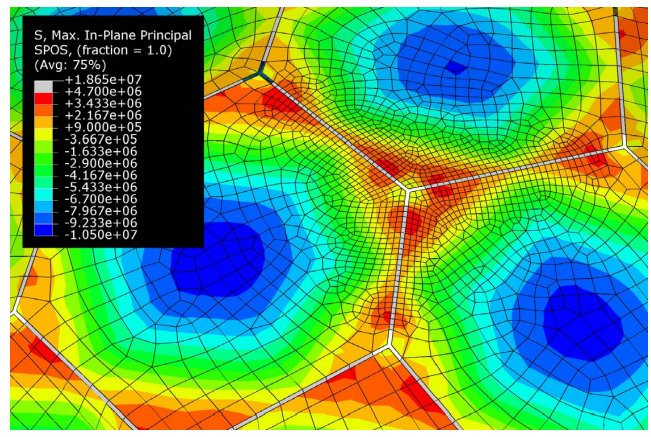 S, Max. In-Plane Principal
SPOS, (fraction = 1.0)
(Avg: 75%)
+1.865e+07
+4.700e+06
+3.433e+06
+2.167e+06
+9.000e+05
-3.667e+05
-1.633e+06
-2.900e+06
-4.167e+06
-5.433e+06
-6.700e+06
-7.967e+06
-9.233e+06
-1.050e+07